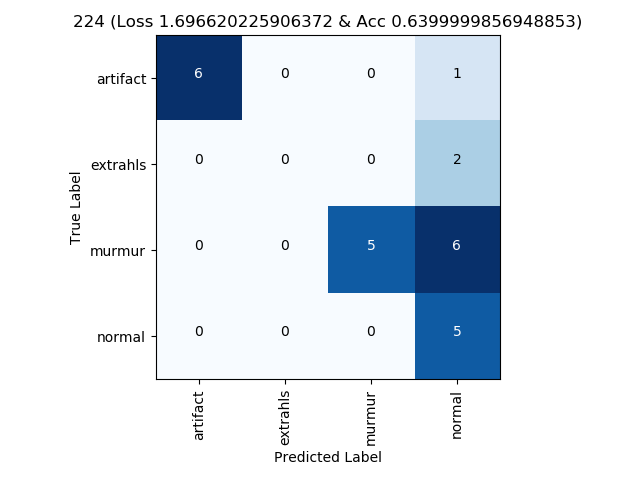 224 (Loss 1.696620225906372 & Acc 0.6399999856948853)
True Label
artifact 6 0 0 1
extrahls 0 0 0 2
murmur 0 0 5 6
normal 0 0 0 5
artifact extrahls murmur normal
Predicted Label